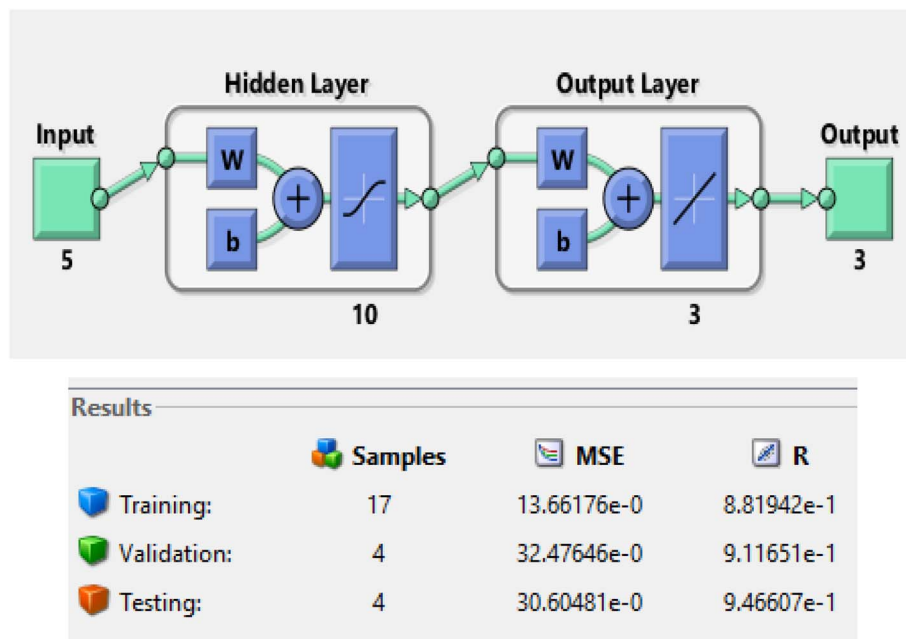 Hidden Layer
Output Layer
Input
Output
W
W
+
+
b
b
5
3
10
3
Results
Samples MSE R
Training: 17 13.66176e-0 8.81942e-1
Validation: 4 32.47646e-0 9.11651e-1
Testing: 4 30.60481e-0 9.46607e-1